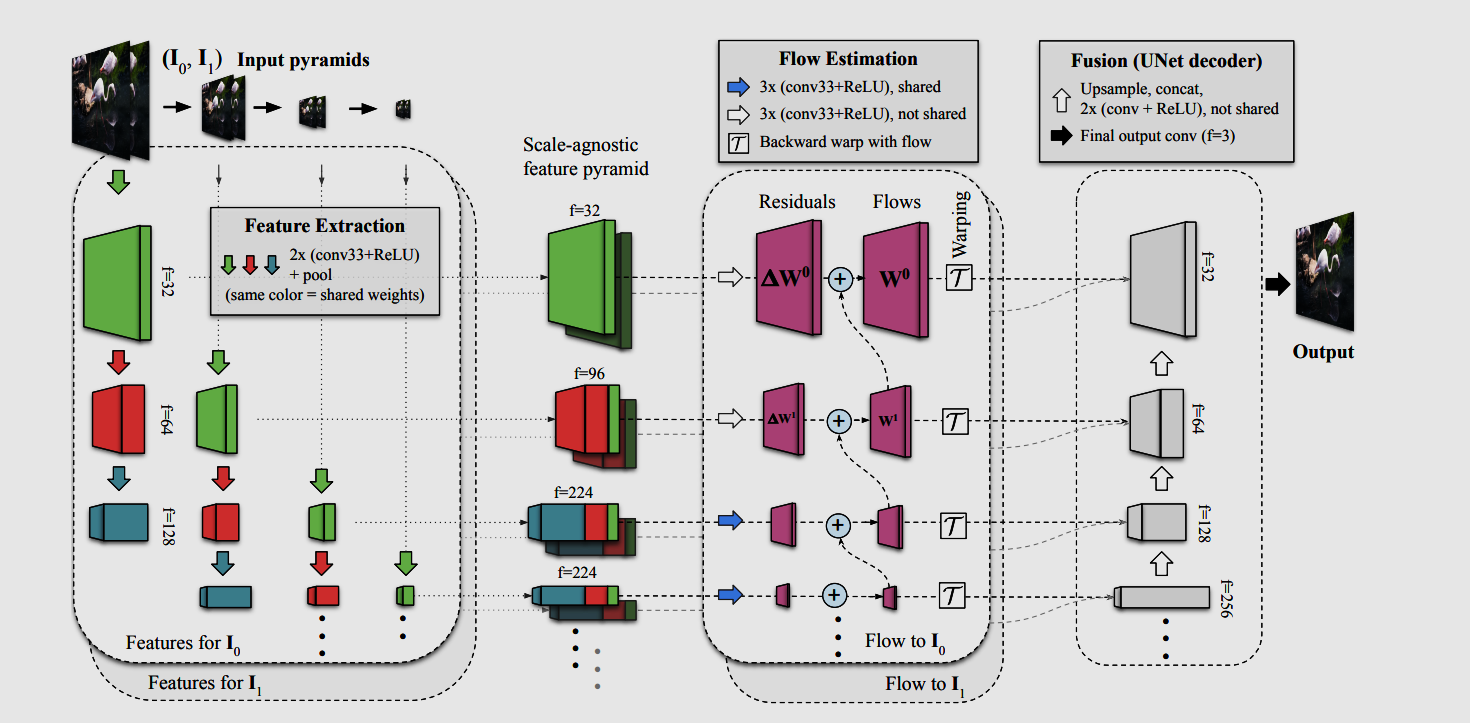 (I0, I1) Input pyramids
Feature Extraction
2x (conv33+ReLU)
+ pool
(same color = shared weights)
f=32
f=64
f=128
Features for I0
Features for I1
Scale-agnostic
feature pyramid
f=32
f=96
f=224
f=224
Flow Estimation
3x (conv33+ReLU), shared
3x (conv33+ReLU), not shared
T Backward warp with flow
Residuals Flows Warping
ΔW⁰ + W⁰ T
ΔW¹ + W¹ T
+ T
+ T
Flow to I0
Flow to I1
Fusion (UNet decoder)
Upsample, concat,
2x (conv + ReLU), not shared
Final output conv (f=3)
f=32
f=64
f=128
f=256
Output